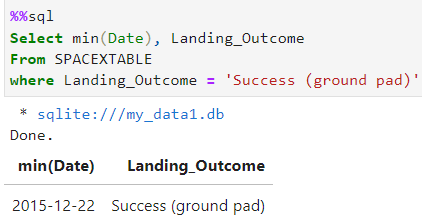 %%sql
Select min(Date), Landing_Outcome
From SPACEXTABLE
where Landing_Outcome = 'Success (ground pad)'
* sqlite:///my_data1.db
Done.
min(Date) Landing_Outcome
2015-12-22 Success (ground pad)